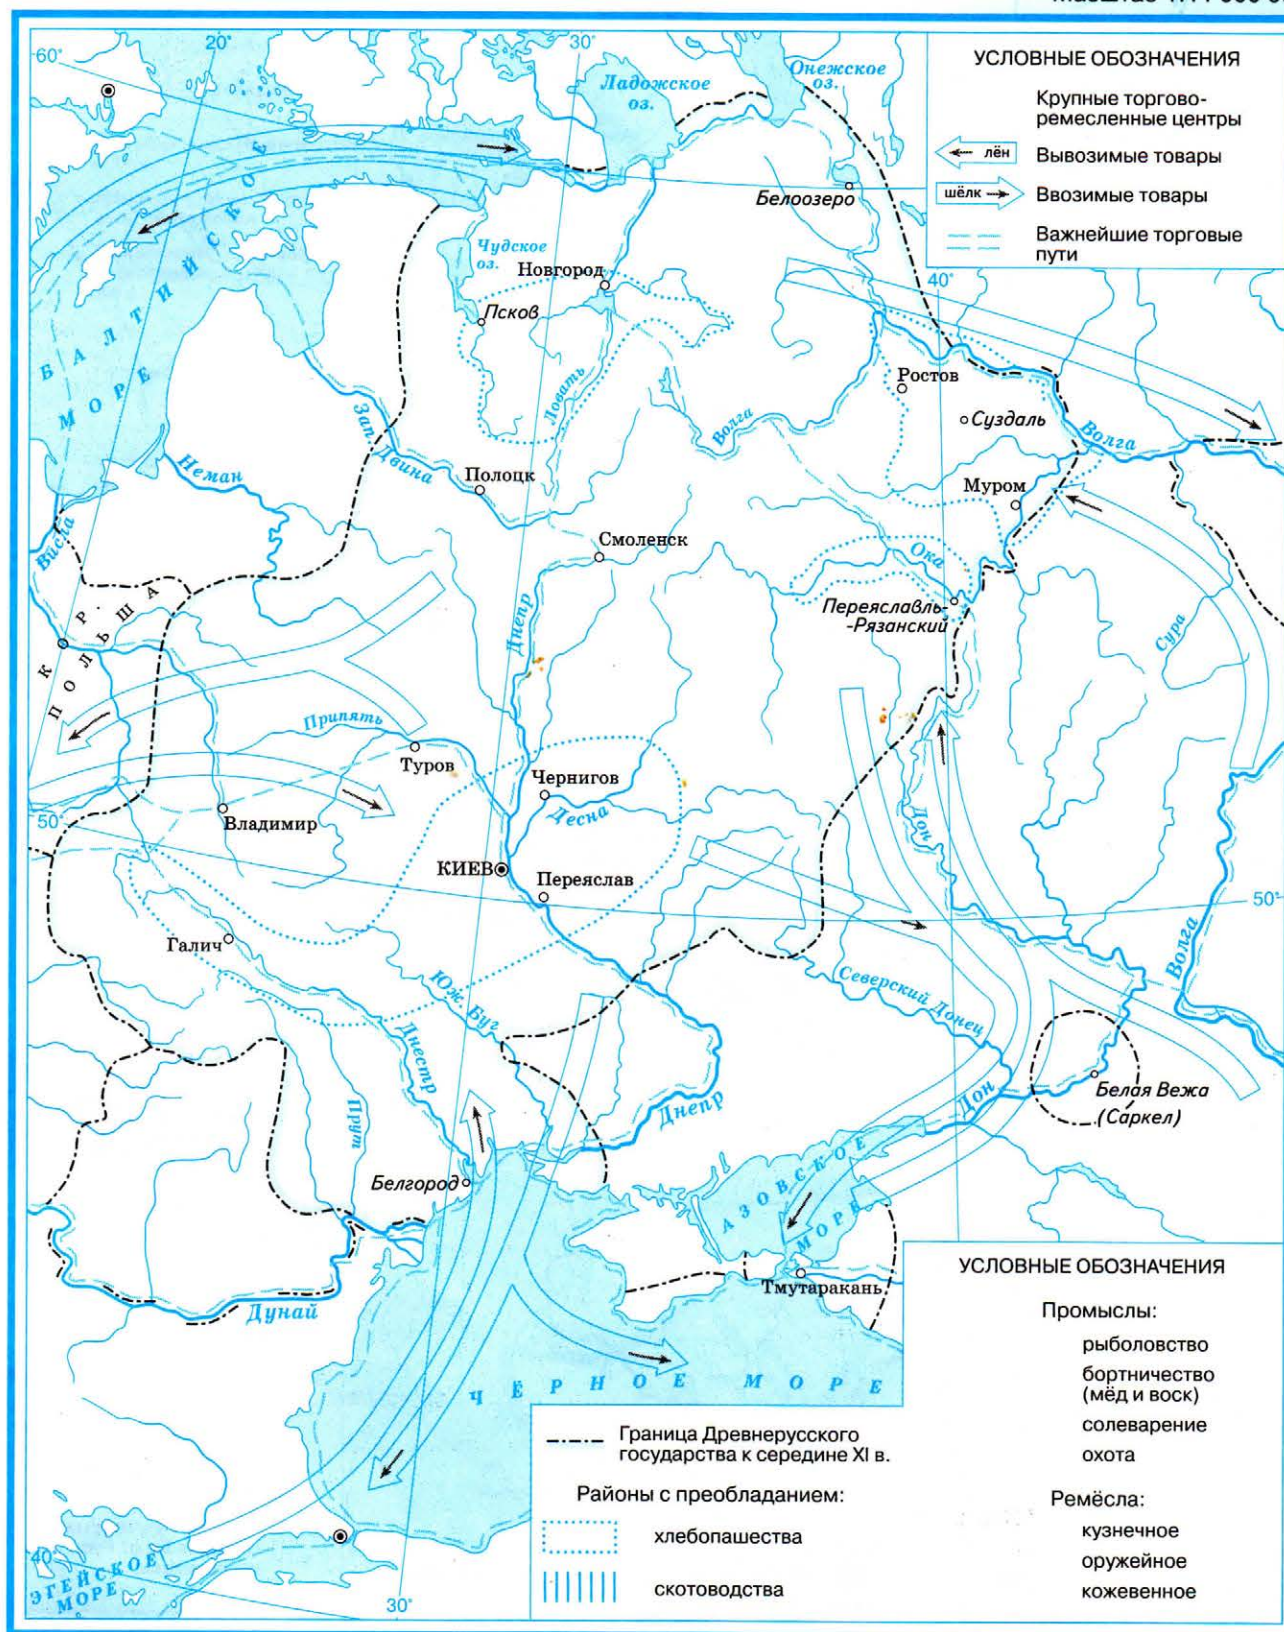 60°
20°
30°
Ладожское
оз.
Онежское
оз.
УСЛОВНЫЕ ОБОЗНАЧЕНИЯ
Крупные торгово-
ремесленные центры
лён
Вывозимые товары
шёлк
Ввозимые товары
Важнейшие торговые
пути
40°
Белоозеро
БАЛТИЙСКОЕ
МОРЕ
Чудское
оз.
Новгород
Псков
Ловать
Волга
Ростов
Суздаль
Волга
Зап. Двина
Неман
Полоцк
Муром
Висла
Смоленск
Ока
Переяславль-
-Рязанский
Сура
Днепр
КР. ПОЛЬША
Припять
Туров
Чернигов
Десна
Дон
50°
Владимир
КИЕВ
Переяслав
50°
Волга
Галич
Юж. Буг
Северский Донец
Днестр
Днепр
Дон
Белая Вежа
(Са́ркел)
Прут
Белгород
АЗОВСКОЕ
МОРЕ
Тмутаракань
Дунай
ЧЁРНОЕ МОРЕ
УСЛОВНЫЕ ОБОЗНАЧЕНИЯ
Промыслы:
рыболовство
бортничество
(мёд и воск)
солеварение
охота
Граница Древнерусского
государства к середине XI в.
Районы с преобладанием:
хлебопашества
скотоводства
Ремёсла:
кузнечное
оружейное
кожевенное
40°
ЭГЕЙСКОЕ
МОРЕ
30°